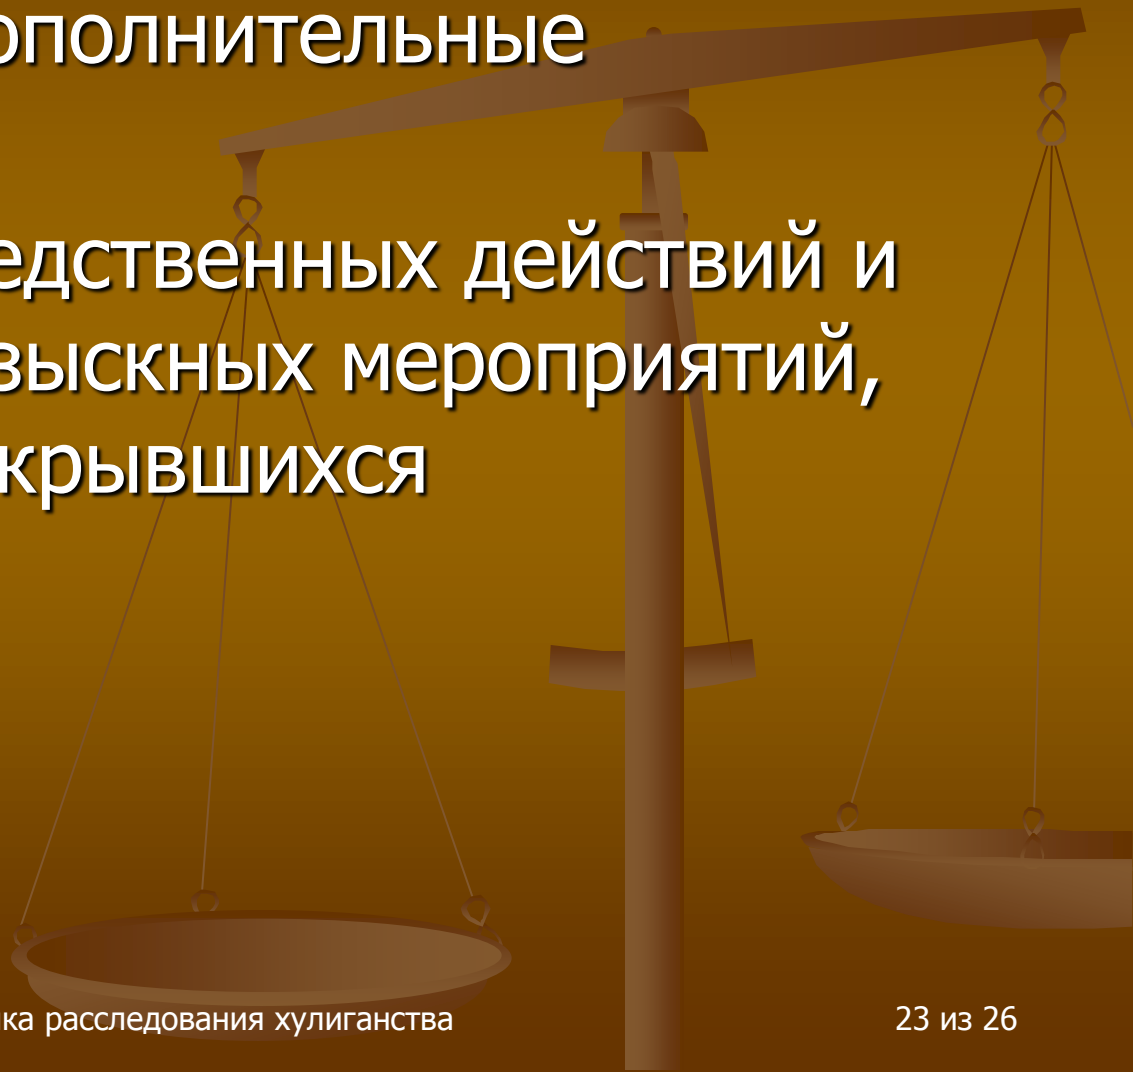 ополнительные
едственных действий и
зыскных мероприятий,
крывшихся
ка расследования хулиганства
23 из 26